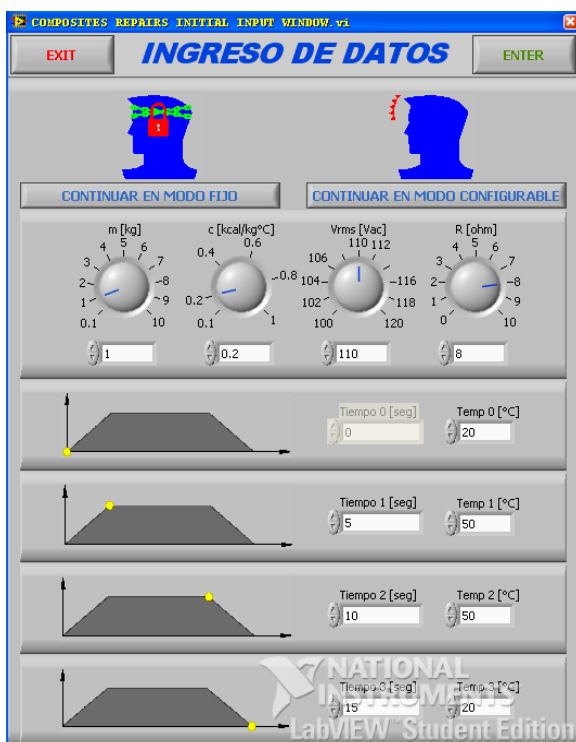 COMPOSITES REPAIRS INITIAL INPUT WINDOW.vi
EXIT
INGRESO DE DATOS
ENTER
CONTINUAR EN MODO FIJO
CONTINUAR EN MODO CONFIGURABLE
m [kg]
0.1 1 2 3 4 5 6 7 8 9 10
1
c [kcal/kg°C]
0.1 0.2 0.4 0.6 0.8 1
0.2
Vrms [Vac]
100 102 104 106 110 112 116 118 120
110
R [ohm]
0 1 2 3 4 5 6 7 8 9 10
8
Tiempo 0 [seg]
0
Temp 0 [°C]
20
Tiempo 1 [seg]
5
Temp 1 [°C]
50
Tiempo 2 [seg]
10
Temp 2 [°C]
50
Tiempo 3 [seg]
15
Temp 3 [°C]
20
NATIONAL
INSTRUMENTS
LabVIEW™ Student Edition